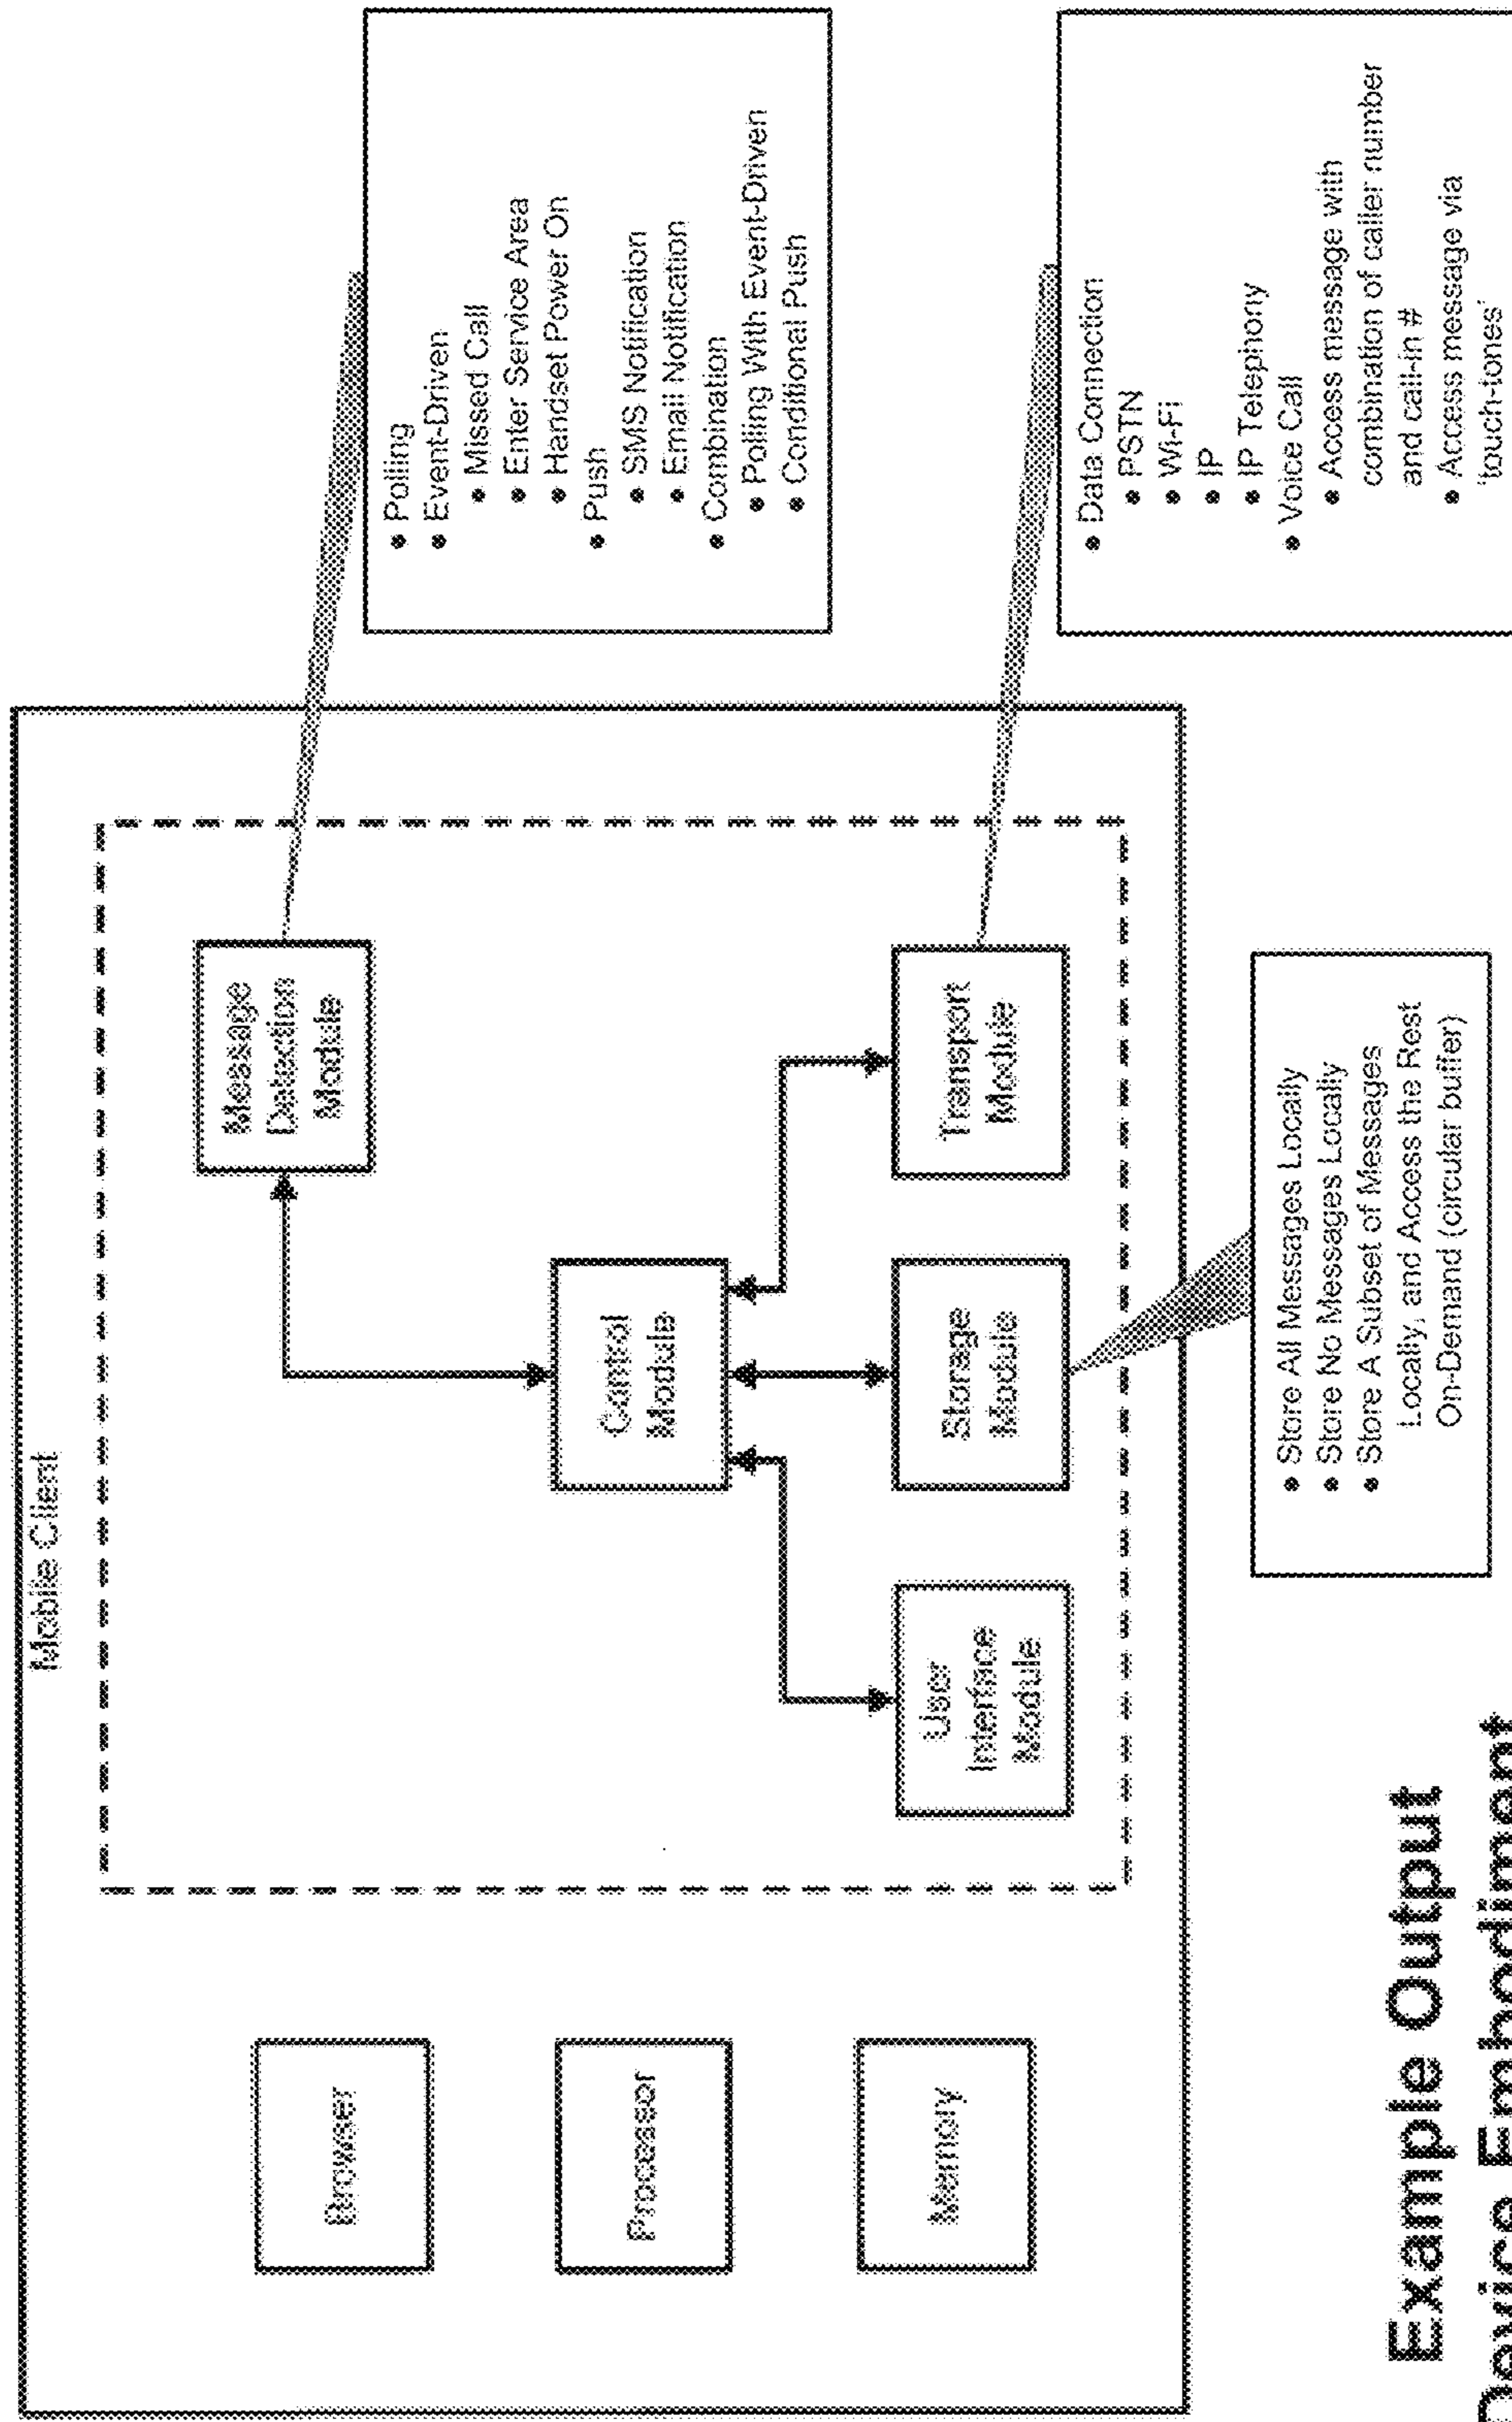 Mobile Client
Browser
Processor
Memory
Message
Detection
Module
Control
Module
User
Interface
Module
Storage
Module
Transport
Module
• Polling
• Event-Driven
• Missed Call
• Enter Service Area
• Handset Power On
• Push
• SMS Notification
• Email Notification
• Combination
• Polling With Event-Driven
• Conditional Push
• Data Connection
• PSTN
• Wi-Fi
• IP
• IP Telephony
• Voice Call
• Access message with
combination of caller number
and call-in #
• Access message via
'touch-tones'
• Store All Messages Locally
• Store No Messages Locally
• Store A Subset of Messages
Locally, and Access the Rest
On-Demand (circular buffer)
Example Output
Device Embodiment